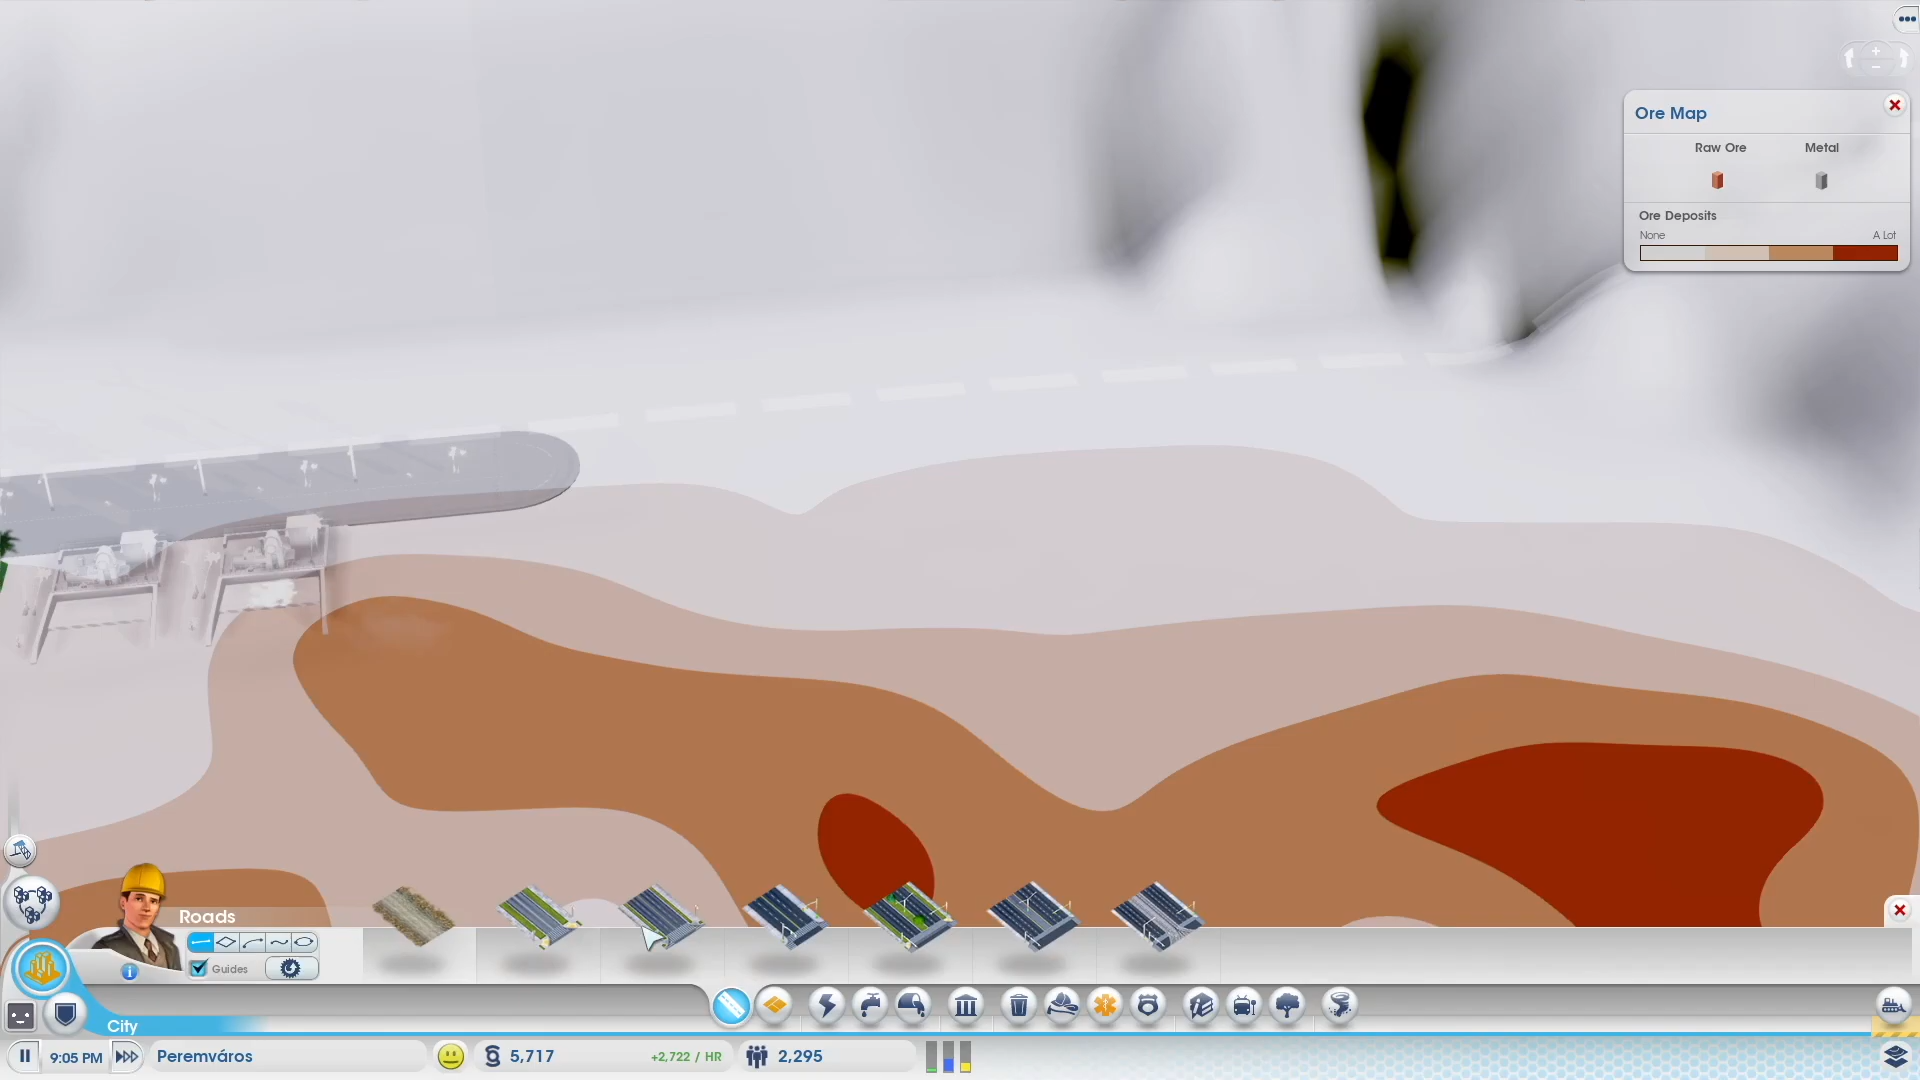 Ore Map
Raw Ore Metal
Ore Deposits
None A Lot
Roads
Guides
City
9:05 PM Peremváros 5,717 +2,722 / HR 2,295